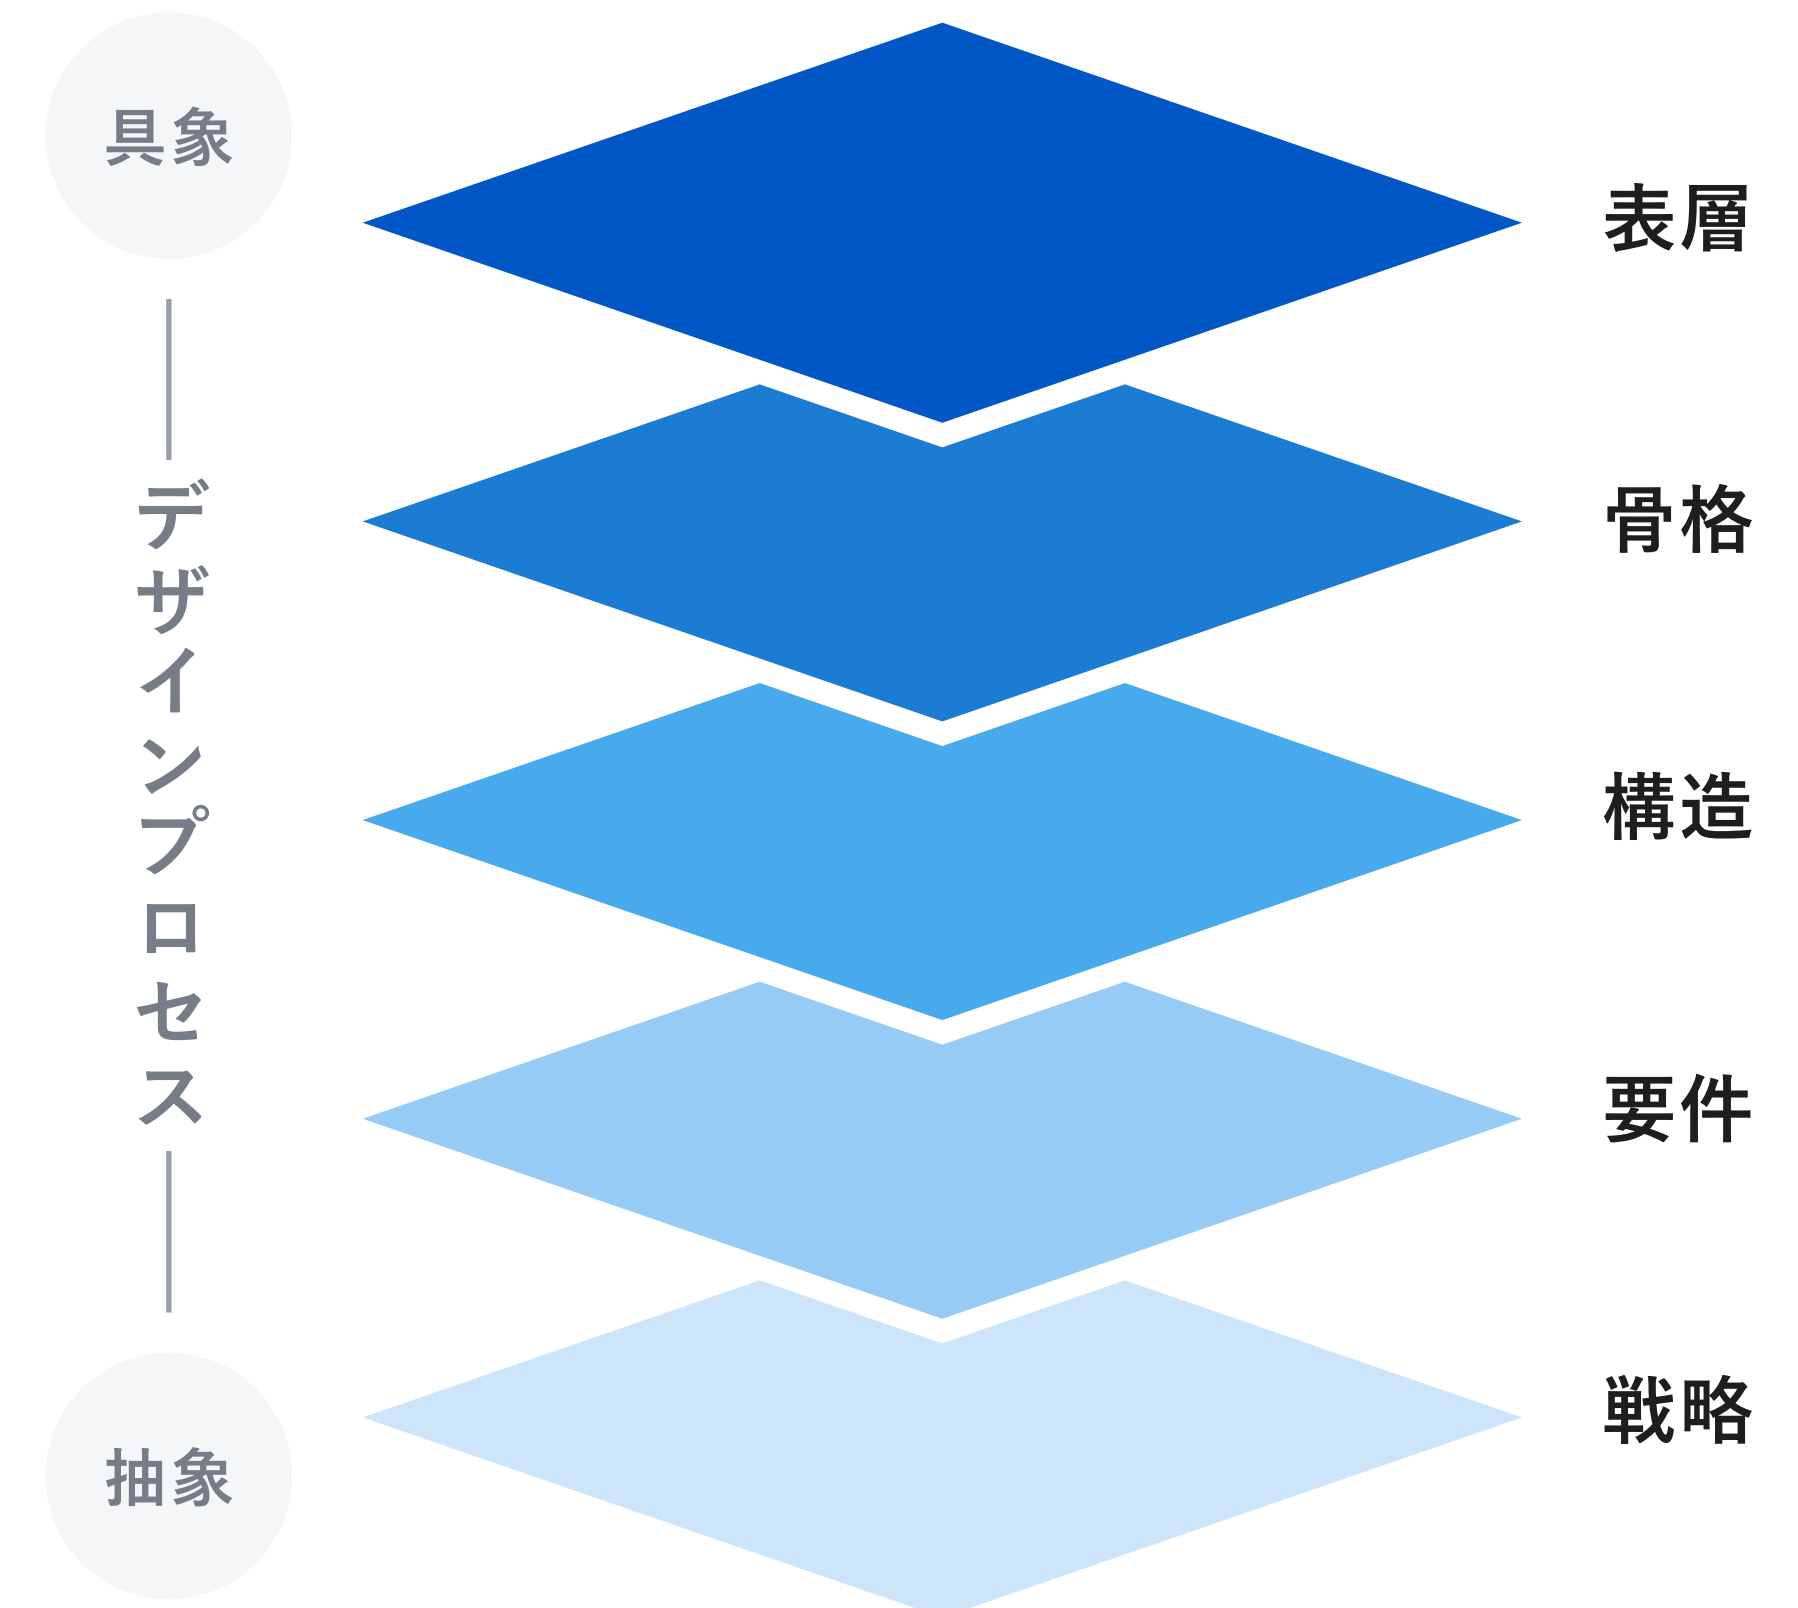 具象
デザインプロセス
抽象
表層
骨格
構造
要件
戦略